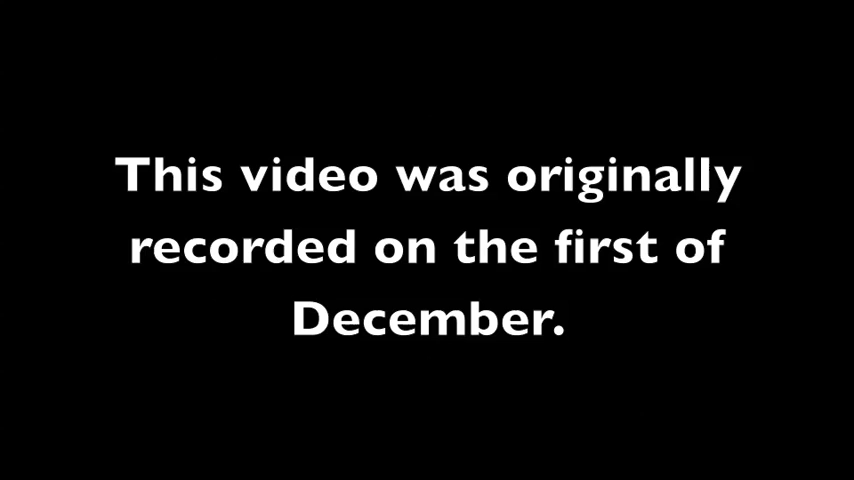 This video was originally
recorded on the first of
December.